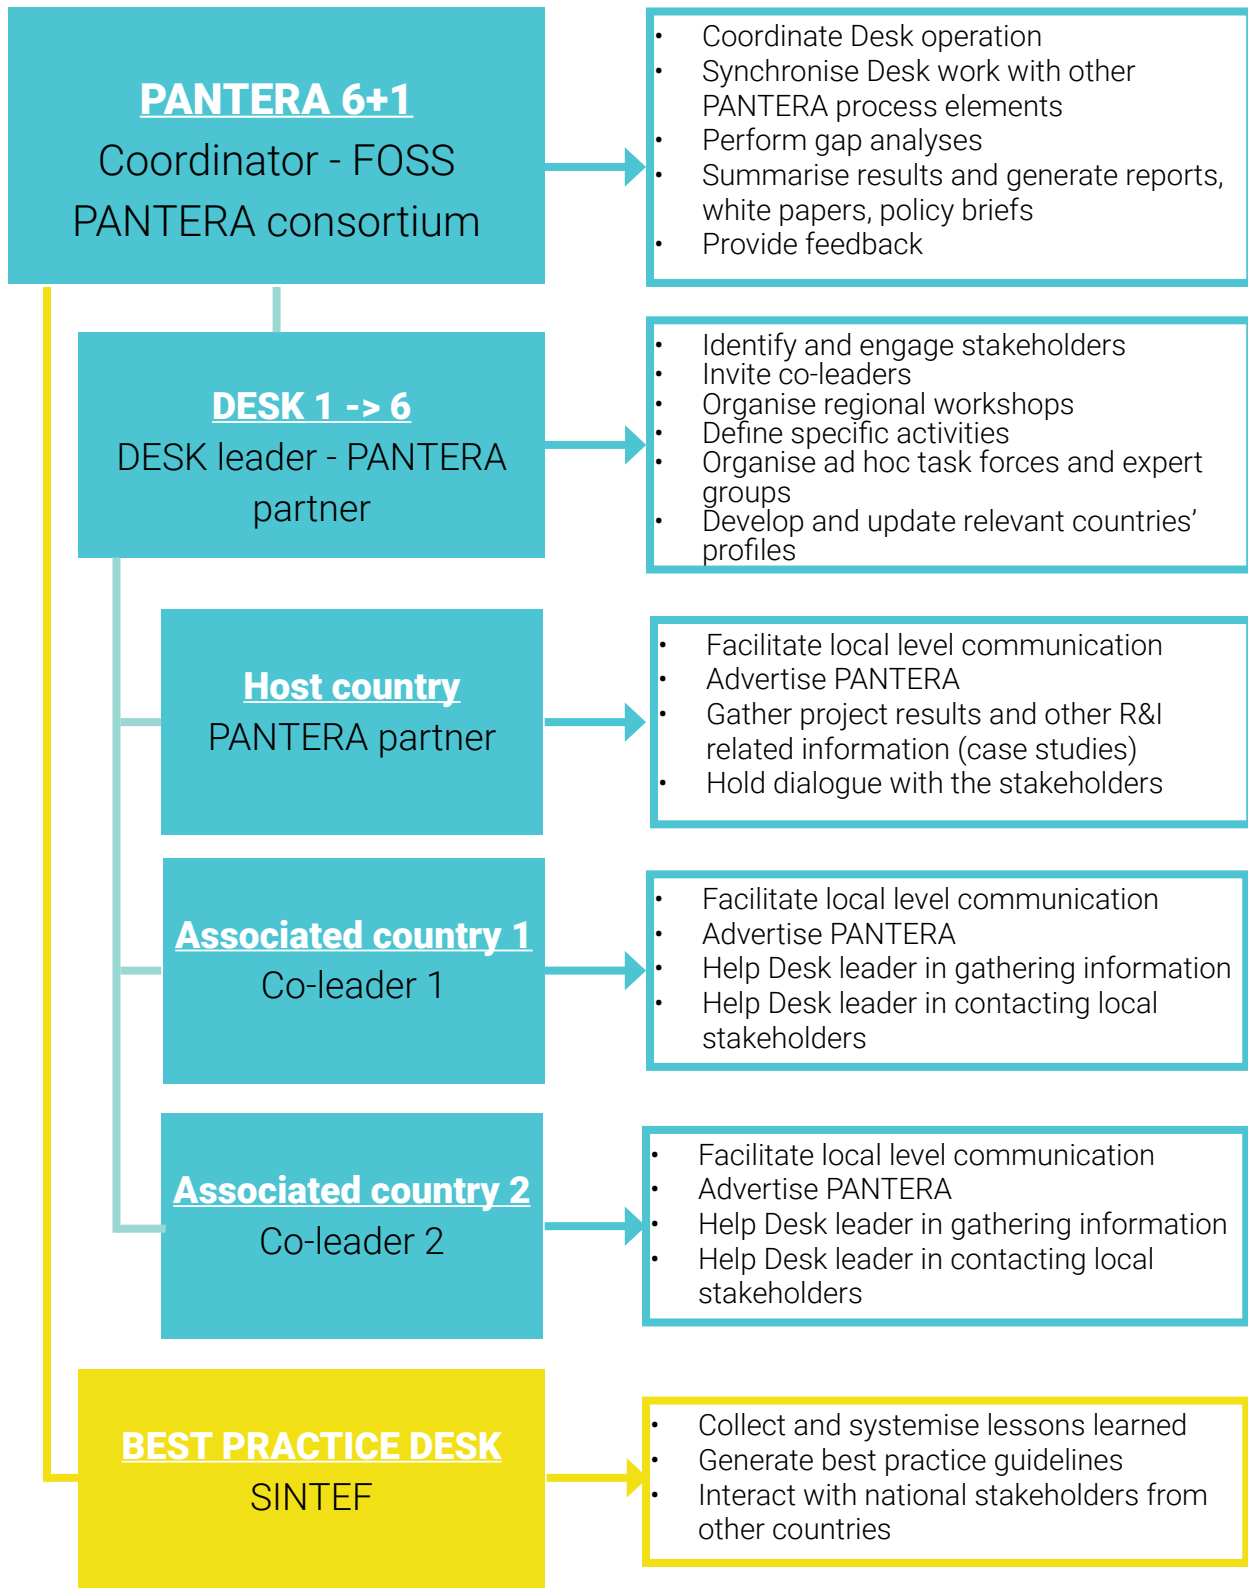 PANTERA 6+1
Coordinator - FOSS
PANTERA consortium
• Coordinate Desk operation
• Synchronise Desk work with other
PANTERA process elements
• Perform gap analyses
• Summarise results and generate reports,
white papers, policy briefs
• Provide feedback
DESK 1 -> 6
DESK leader - PANTERA
partner
• Identify and engage stakeholders
• Invite co-leaders
• Organise regional workshops
• Define specific activities
• Organise ad hoc task forces and expert
groups
• Develop and update relevant countries’
profiles
Host country
PANTERA partner
• Facilitate local level communication
• Advertise PANTERA
• Gather project results and other R&I
related information (case studies)
• Hold dialogue with the stakeholders
Associated country 1
Co-leader 1
• Facilitate local level communication
• Advertise PANTERA
• Help Desk leader in gathering information
• Help Desk leader in contacting local
stakeholders
Associated country 2
Co-leader 2
• Facilitate local level communication
• Advertise PANTERA
• Help Desk leader in gathering information
• Help Desk leader in contacting local
stakeholders
BEST PRACTICE DESK
SINTEF
• Collect and systemise lessons learned
• Generate best practice guidelines
• Interact with national stakeholders from
other countries